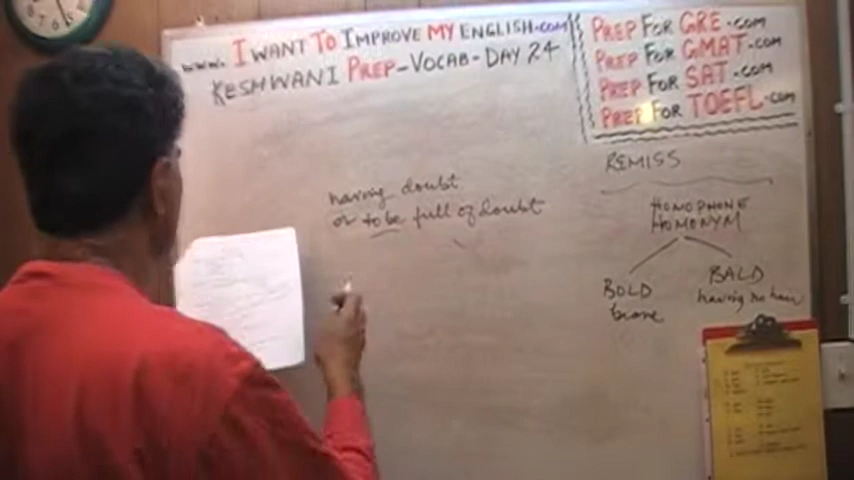 www. I WANT TO IMPROVE MY ENGLISH.COM
KESHWANI PREP-VOCAB-DAY 24
PREP FOR GRE.COM
PREP FOR GMAT.COM
PREP FOR SAT.COM
PREP FOR TOEFL.COM
REMISS
having doubt
or to be full of doubt
HOMOPHONE
HOMONYM
BOLD
brave
BALD
having no hair